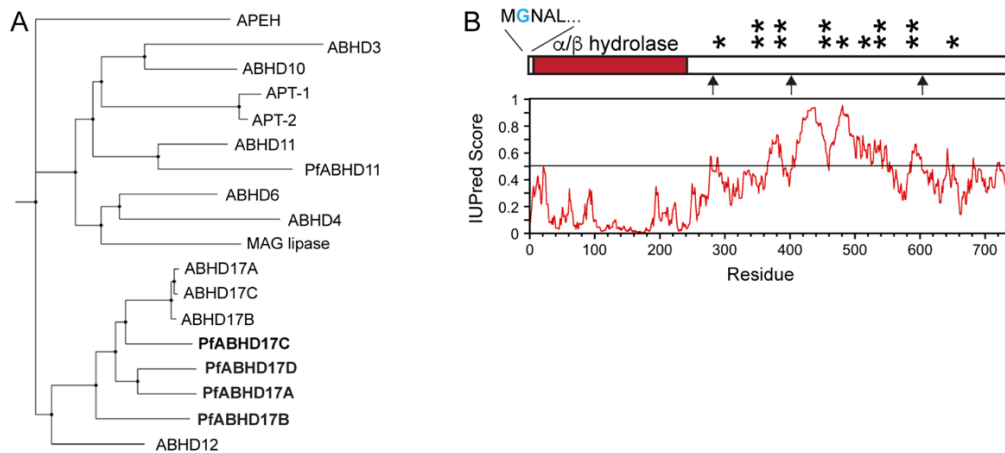 A
APEH
ABHD3
ABHD10
APT-1
APT-2
ABHD11
PfABHD11
ABHD6
ABHD4
MAG lipase
ABHD17A
ABHD17C
ABHD17B
PfABHD17C
PfABHD17D
PfABHD17A
PfABHD17B
ABHD12
B
MGNAL...
α/β hydrolase
* * * * *
* * * * * * * *
IUPred Score
1
0.8
0.6
0.4
0.2
0
0 100 200 300 400 500 600 700
Residue